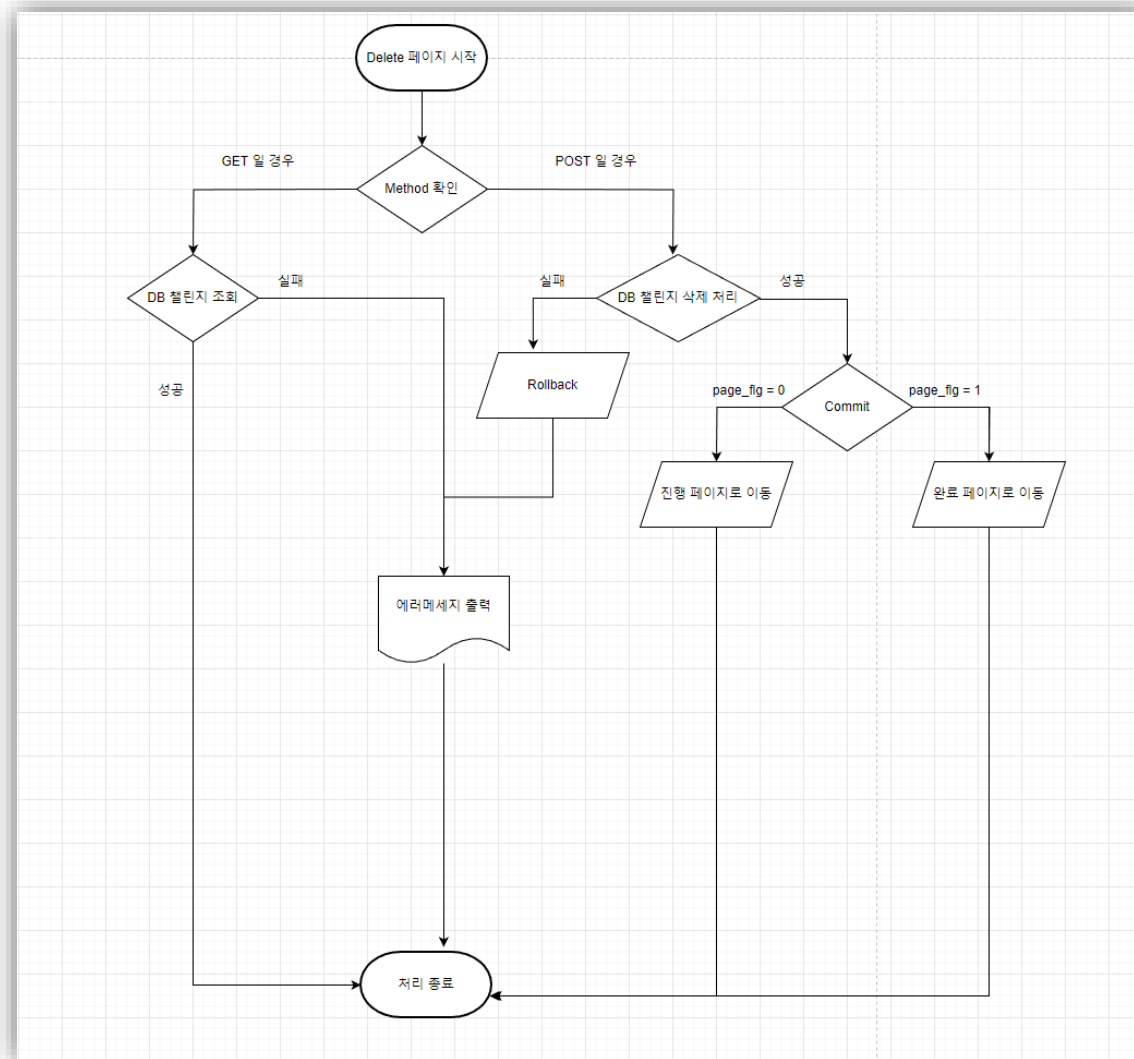 Delete 페이지 시작
GET 일 경우
POST 일 경우
Method 확인
실패
실패
성공
DB 챌린지 조회
DB 챌린지 삭제 처리
성공
Rollback
page_flg = 0
page_flg = 1
Commit
진행 페이지로 이동
완료 페이지로 이동
에러메세지 출력
처리 종료